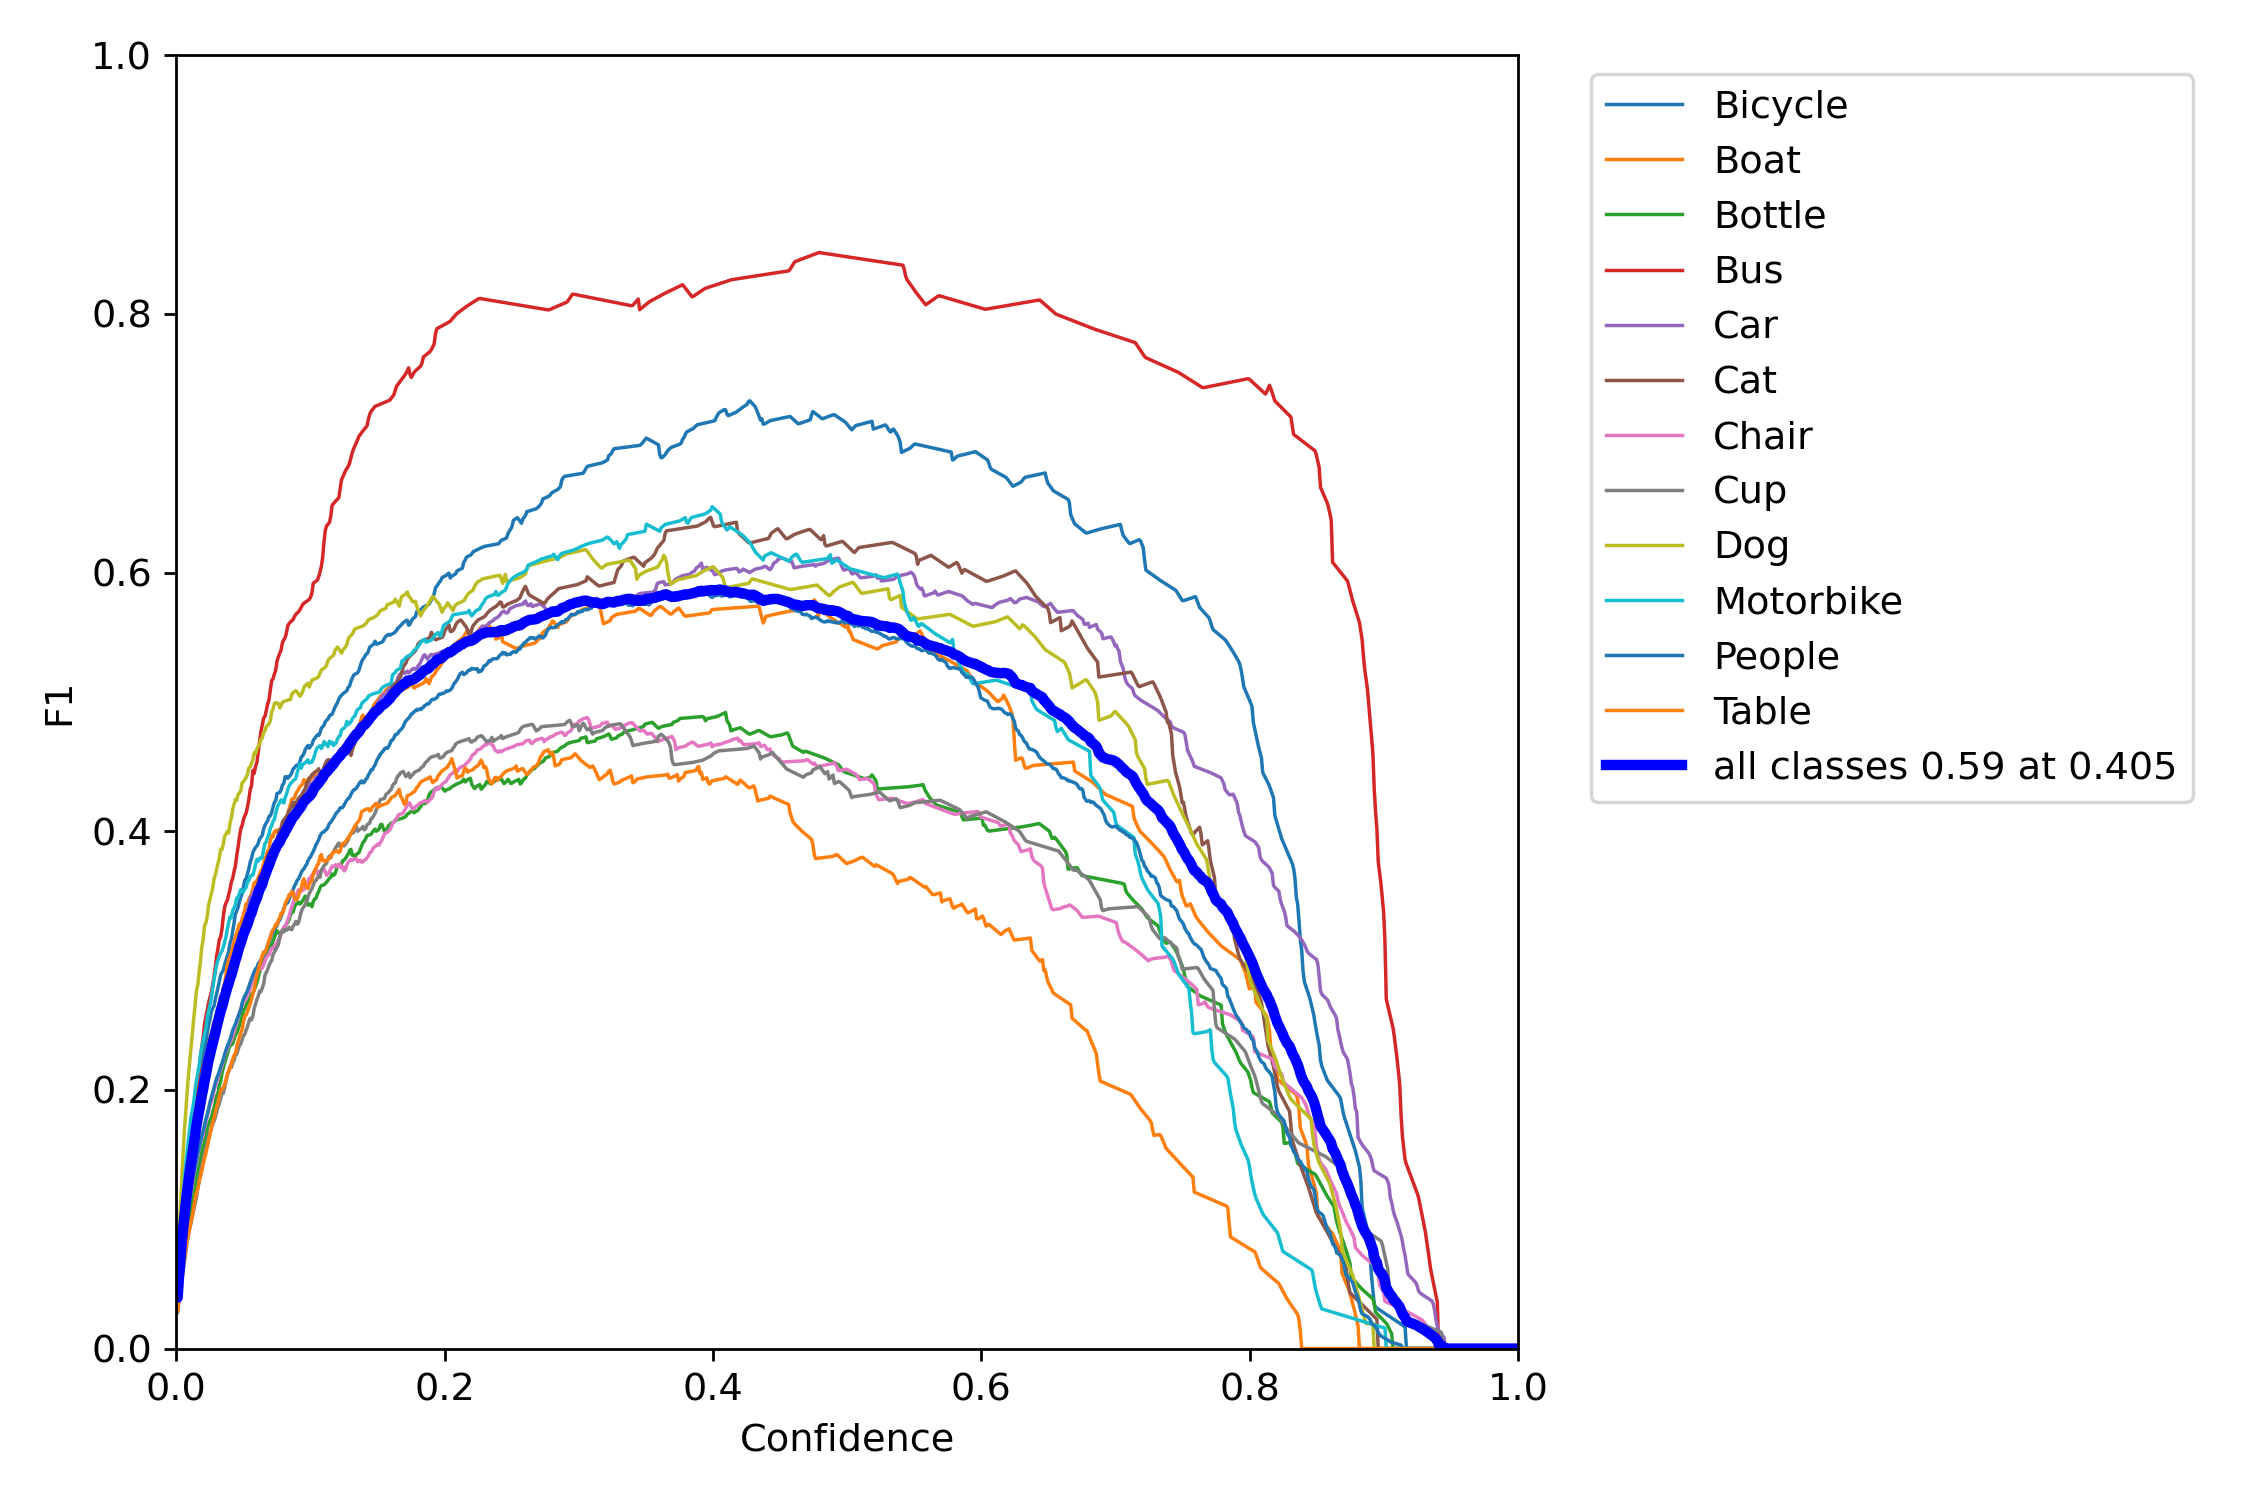 1.0
0.8
0.6
0.4
0.2
0.0
F1
0.0 0.2 0.4 0.6 0.8 1.0
Confidence
Bicycle
Boat
Bottle
Bus
Car
Cat
Chair
Cup
Dog
Motorbike
People
Table
all classes 0.59 at 0.405